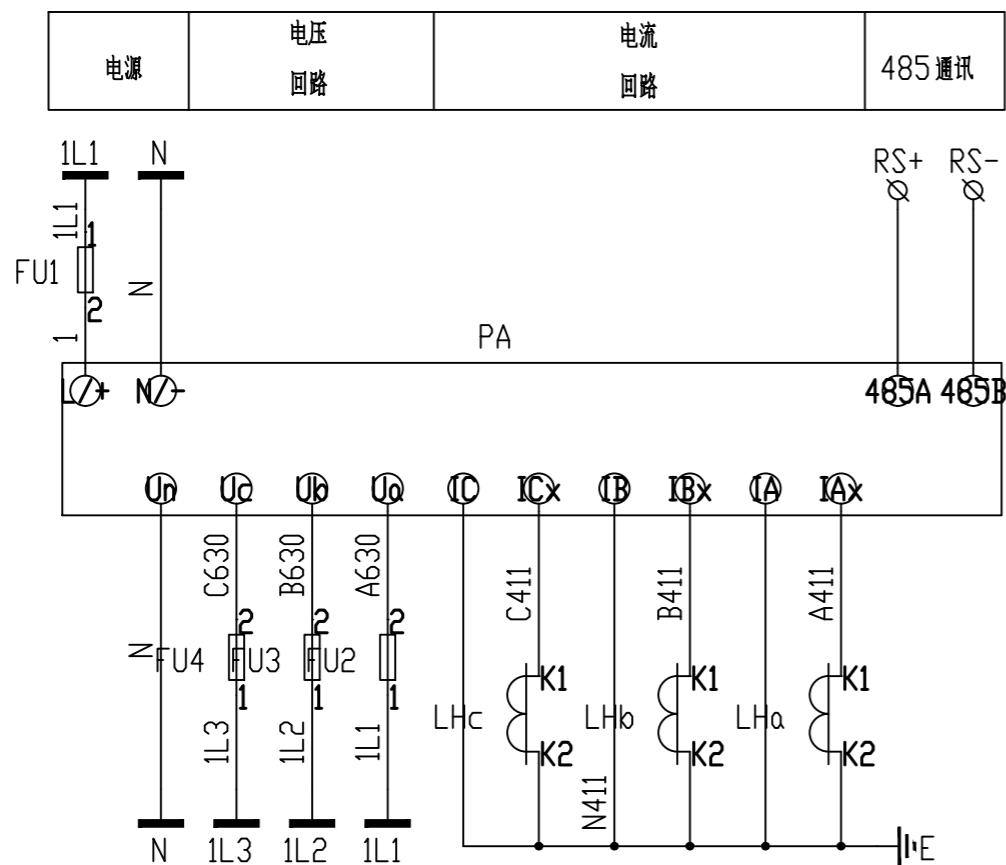 电源
电压
回路
电流
回路
485通讯
1L1
N
RS+
RS-
1L1
1
FU1
2
N
1
PA
L/+
N/-
485A
485B
Un
Uc
Ub
Ua
IC
ICx
IB
IBx
IA
IAx
C630
B630
A630
C411
B411
A411
2
2
2
N
FU4
FU3
FU2
1
1
1
K1
K1
K1
LHc
LHb
LHa
K2
K2
K2
1L3
1L2
1L1
N411
N
1L3
1L2
1L1
E